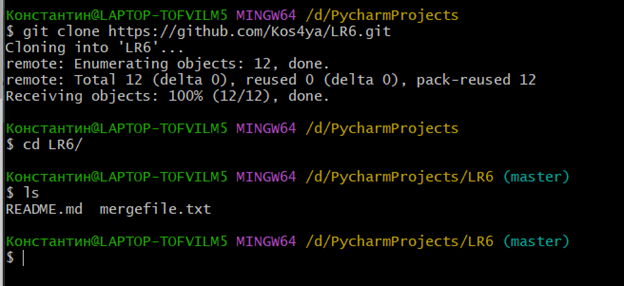 Константин@LAPTOP-TOFVILM5 MINGW64 /d/PycharmProjects
$ git clone https://github.com/Kos4ya/LR6.git
Cloning into 'LR6'...
remote: Enumerating objects: 12, done.
remote: Total 12 (delta 0), reused 0 (delta 0), pack-reused 12
Receiving objects: 100% (12/12), done.
Константин@LAPTOP-TOFVILM5 MINGW64 /d/PycharmProjects
$ cd LR6/
Константин@LAPTOP-TOFVILM5 MINGW64 /d/PycharmProjects/LR6 (master)
$ ls
README.md  mergefile.txt
Константин@LAPTOP-TOFVILM5 MINGW64 /d/PycharmProjects/LR6 (master)
$